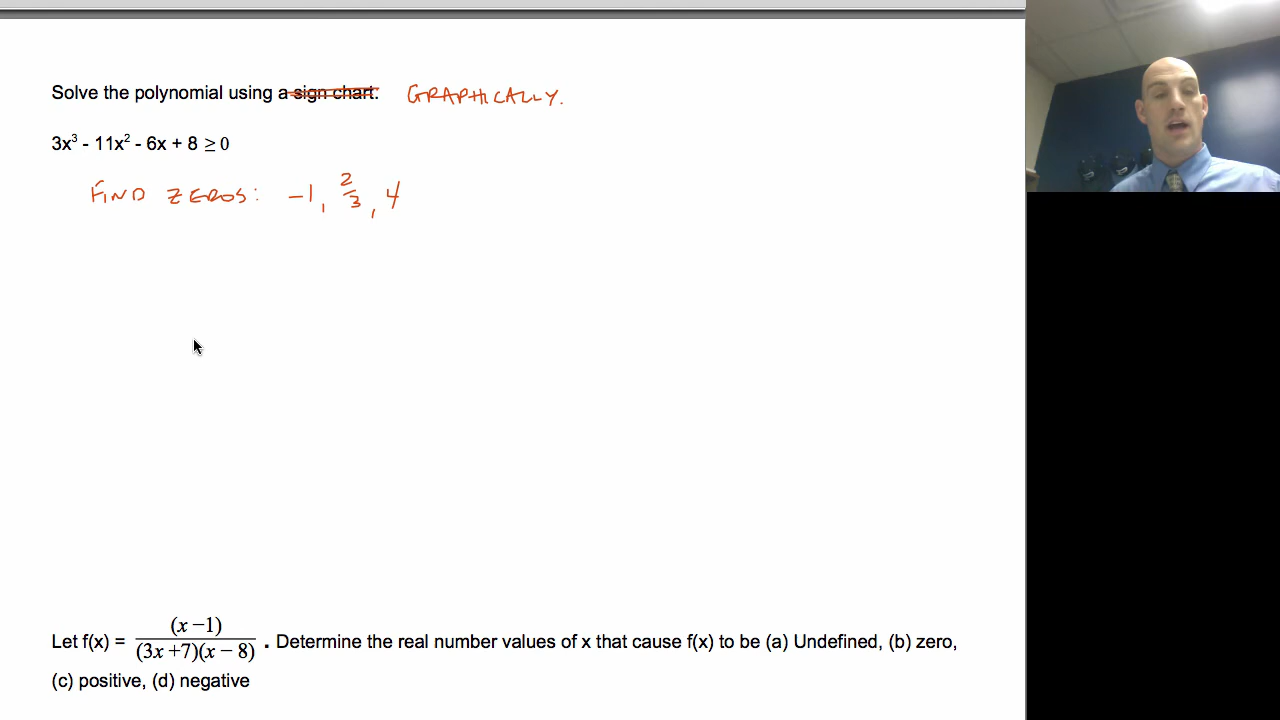 Solve the polynomial using a sign chart. GRAPHICALLY.
3x³ - 11x² - 6x + 8 ≥ 0
FIND ZEROS: -1, 2/3, 4
Let f(x) = (x−1)/((3x+7)(x−8)). Determine the real number values of x that cause f(x) to be (a) Undefined, (b) zero,
(c) positive, (d) negative